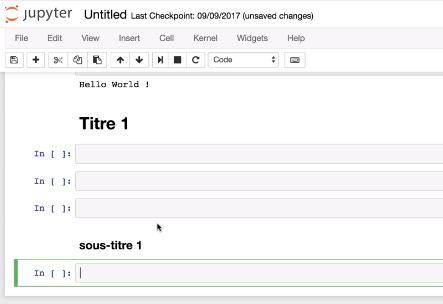 jupyter Untitled Last Checkpoint: 09/09/2017 (unsaved changes)
File Edit View Insert Cell Kernel Widgets Help
Code
Hello World !
Titre 1
In [ ]:
In [ ]:
In [ ]:
sous-titre 1
In [ ]: